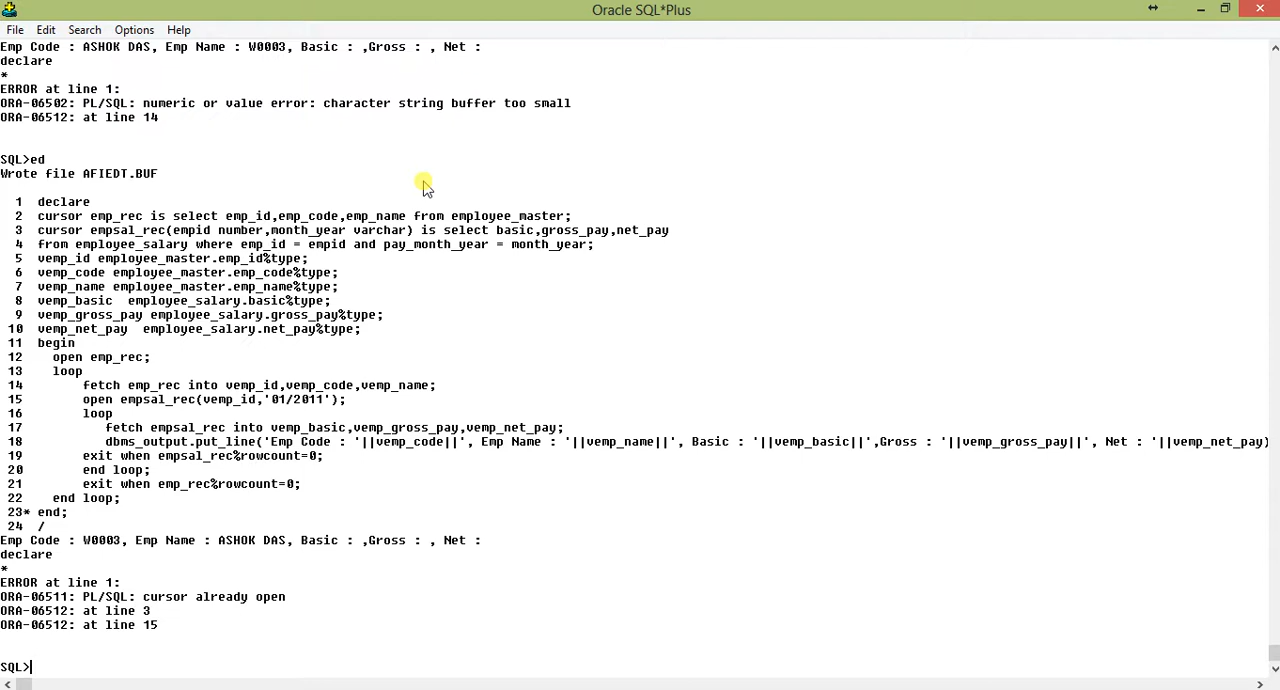 Oracle SQL*Plus
File Edit Search Options Help
Emp Code : ASHOK DAS, Emp Name : W0003, Basic : ,Gross : , Net :
declare
*
ERROR at line 1:
ORA-06502: PL/SQL: numeric or value error: character string buffer too small
ORA-06512: at line 14
SQL>ed
Wrote file AFIEDT.BUF
1 declare
2 cursor emp_rec is select emp_id,emp_code,emp_name from employee_master;
3 cursor empsal_rec(empid number,month_year varchar) is select basic,gross_pay,net_pay
4 from employee_salary where emp_id = empid and pay_month_year = month_year;
5 vemp_id employee_master.emp_id%type;
6 vemp_code employee_master.emp_code%type;
7 vemp_name employee_master.emp_name%type;
8 vemp_basic employee_salary.basic%type;
9 vemp_gross_pay employee_salary.gross_pay%type;
10 vemp_net_pay employee_salary.net_pay%type;
11 begin
12 open emp_rec;
13 loop
14 fetch emp_rec into vemp_id,vemp_code,vemp_name;
15 open empsal_rec(vemp_id,'01/2011');
16 loop
17 fetch empsal_rec into vemp_basic,vemp_gross_pay,vemp_net_pay;
18 dbms_output.put_line('Emp Code : '||vemp_code||', Emp Name : '||vemp_name||', Basic : '||vemp_basic||',Gross : '||vemp_gross_pay||', Net : '||vemp_net_pay)
19 exit when empsal_rec%rowcount=0;
20 end loop;
21 exit when emp_rec%rowcount=0;
22 end loop;
23* end;
24 /
Emp Code : W0003, Emp Name : ASHOK DAS, Basic : ,Gross : , Net :
declare
*
ERROR at line 1:
ORA-06511: PL/SQL: cursor already open
ORA-06512: at line 3
ORA-06512: at line 15
SQL>